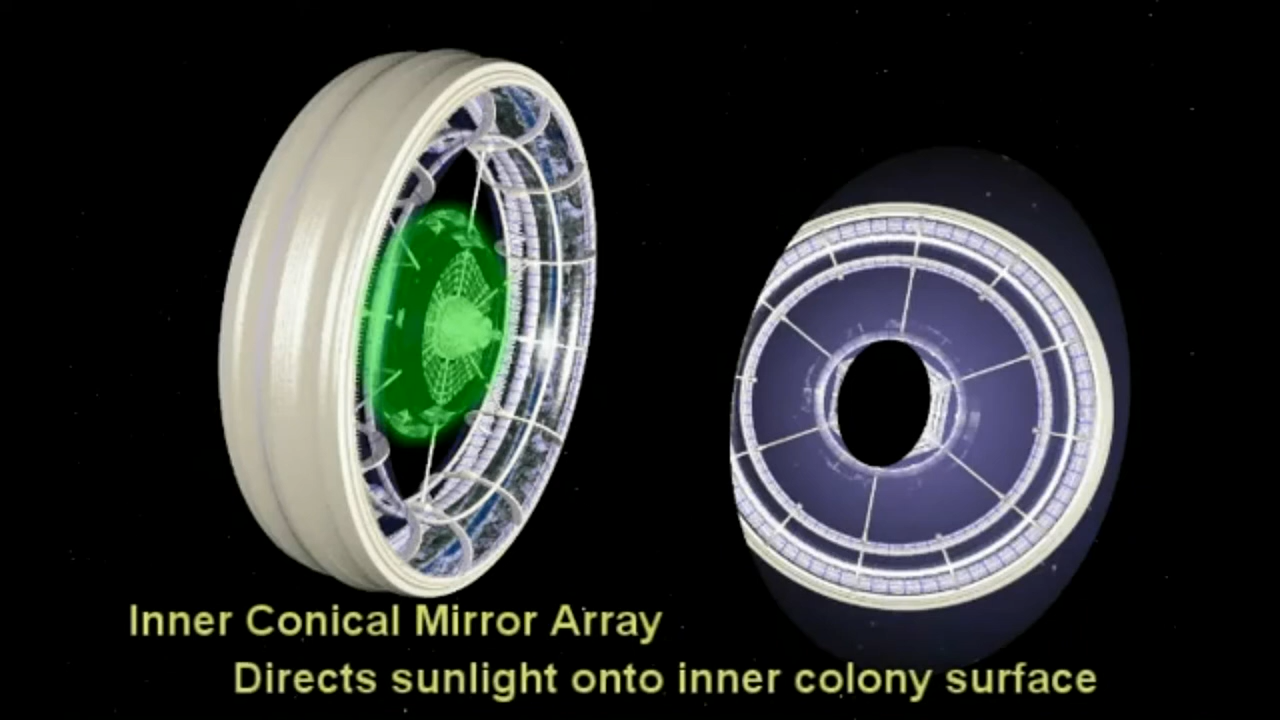 Inner Conical Mirror Array
Directs sunlight onto inner colony surface